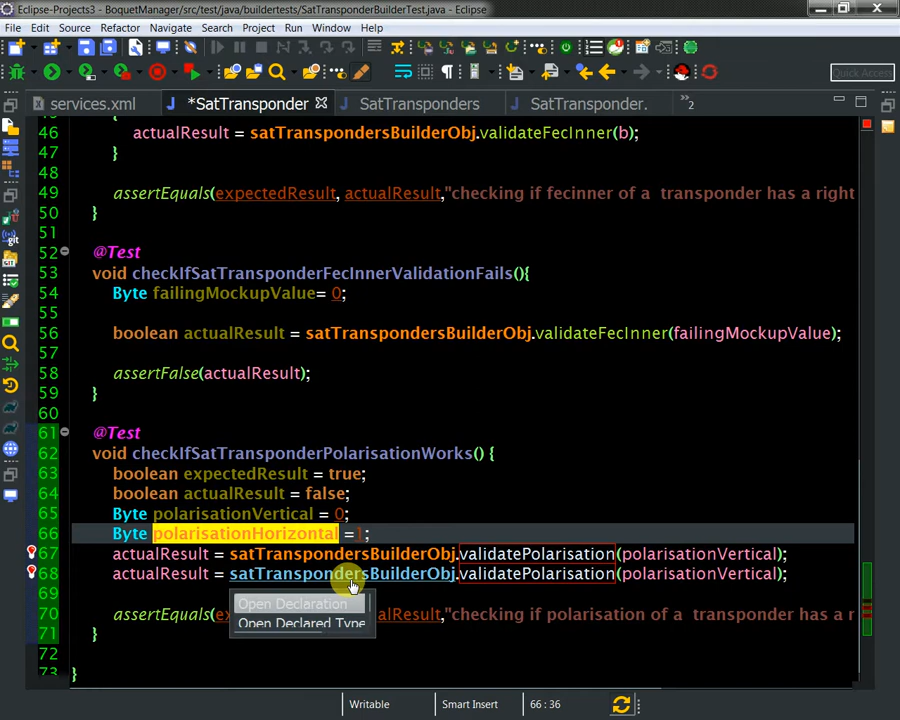 Eclipse-Projects3 - BoquetManager/src/test/java/buildertests/SatTransponderBuilderTest.java - Eclipse
File Edit Source Refactor Navigate Search Project Run Window Help
Quick Access
services.xml *SatTransponder SatTransponders SatTransponder. »2
46 actualResult = satTranspondersBuilderObj.validateFecInner(b);
47 }
48
49 assertEquals(expectedResult, actualResult,"checking if fecinner of a transponder has a right
50 }
51
52 @Test
53 void checkIfSatTransponderFecInnerValidationFails(){
54 Byte failingMockupValue= 0;
55
56 boolean actualResult = satTranspondersBuilderObj.validateFecInner(failingMockupValue);
57
58 assertFalse(actualResult);
59 }
60
61 @Test
62 void checkIfSatTransponderPolarisationWorks() {
63 boolean expectedResult = true;
64 boolean actualResult = false;
65 Byte polarisationVertical = 0;
66 Byte polarisationHorizontal =1;
67 actualResult = satTranspondersBuilderObj.validatePolarisation(polarisationVertical);
68 actualResult = satTranspondersBuilderObj.validatePolarisation(polarisationVertical);
69 Open Declaration
Open Declared Type
70 assertEquals(ex alResult,"checking if polarisation of a transponder has a r
71 }
72
73 }
Writable Smart Insert 66 : 36